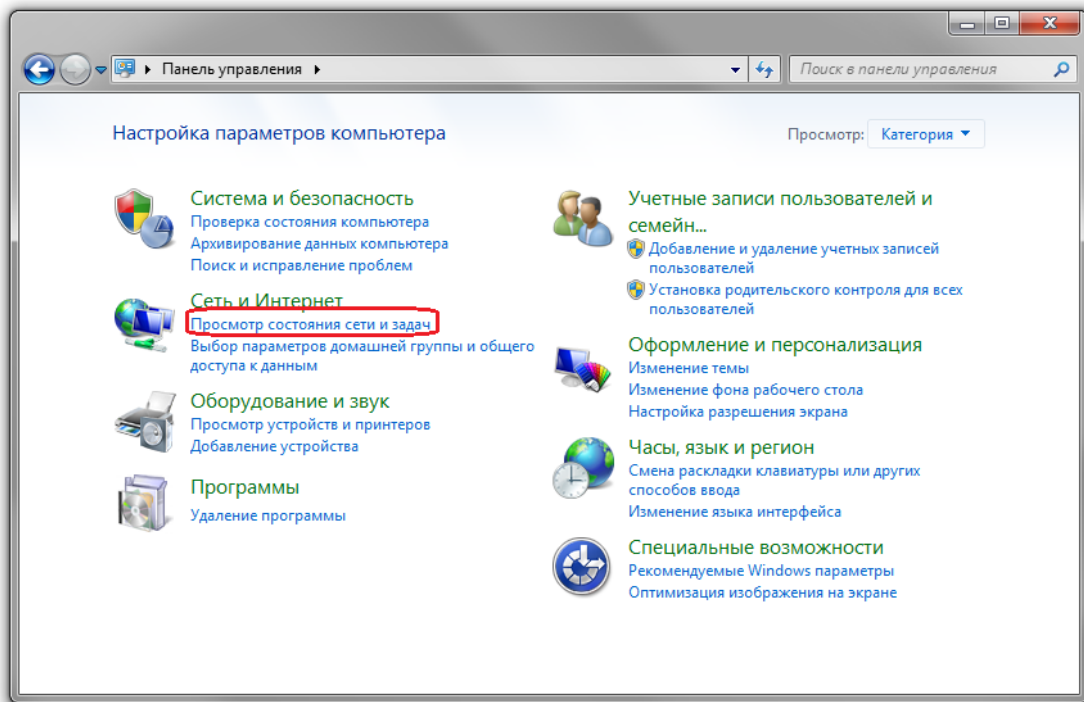 Панель управления
Поиск в панели управления
Настройка параметров компьютера
Просмотр: Категория
Система и безопасность
Проверка состояния компьютера
Архивирование данных компьютера
Поиск и исправление проблем
Сеть и Интернет
Просмотр состояния сети и задач
Выбор параметров домашней группы и общего
доступа к данным
Оборудование и звук
Просмотр устройств и принтеров
Добавление устройства
Программы
Удаление программы
Учетные записи пользователей и
семейн...
Добавление и удаление учетных записей
пользователей
Установка родительского контроля для всех
пользователей
Оформление и персонализация
Изменение темы
Изменение фона рабочего стола
Настройка разрешения экрана
Часы, язык и регион
Смена раскладки клавиатуры или других
способов ввода
Изменение языка интерфейса
Специальные возможности
Рекомендуемые Windows параметры
Оптимизация изображения на экране